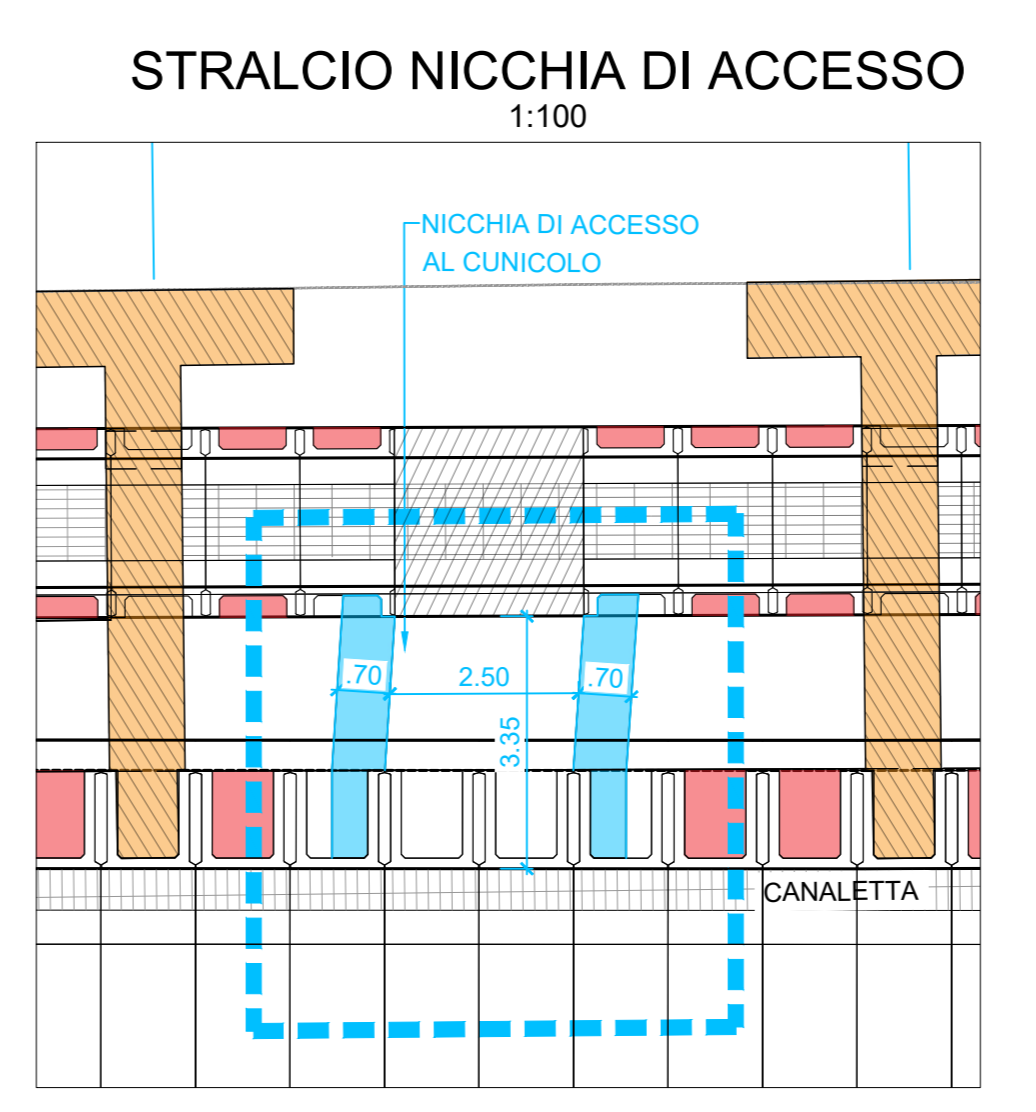 STRALCIO NICCHIA DI ACCESSO
1:100
NICCHIA DI ACCESSO
AL CUNICOLO
.70
2.50
.70
3.35
CANALETTA